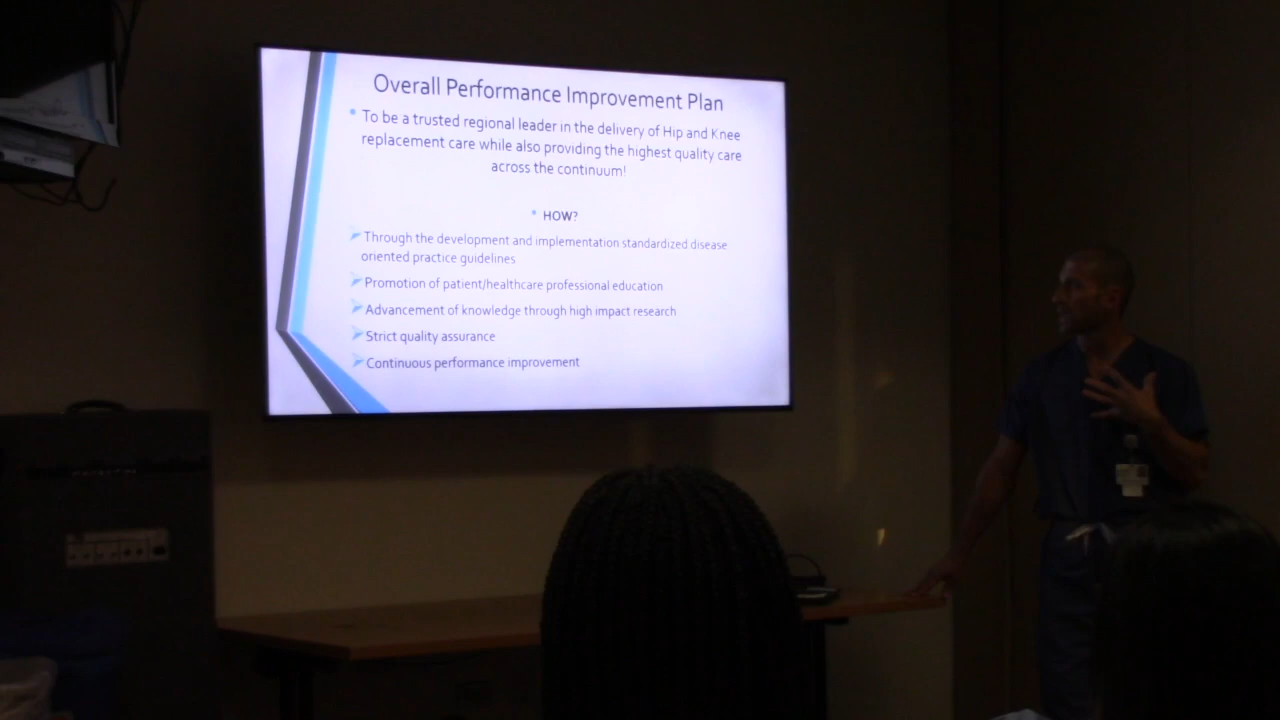 Overall Performance Improvement Plan
• To be a trusted regional leader in the delivery of Hip and Knee
replacement care while also providing the highest quality care
across the continuum!
• HOW?
➤ Through the development and implementation standardized disease
oriented practice guidelines
➤ Promotion of patient/healthcare professional education
➤ Advancement of knowledge through high impact research
➤ Strict quality assurance
➤ Continuous performance improvement